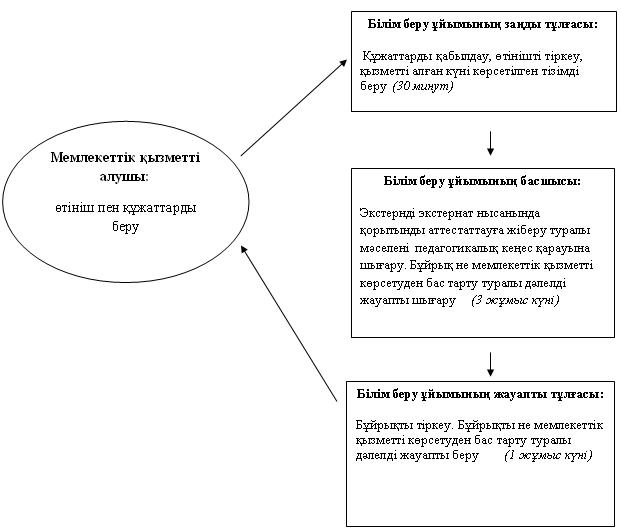 Мемлекеттік қызметті
алушы:
өтініш пен құжаттарды
беру
Білім беру ұйымының заңды тұлғасы:
Құжаттарды қабылдау, өтінішті тіркеу,
қызметті алған күні көрсетілген тізімді
беру (30 минут)
Білім беру ұйымының басшысы:
Экстернді экстернат нысанында
қорытынды аттестаттауға жіберу туралы
мәселені педагогикалық кеңес қарауына
шығару. Бұйрық не мемлекеттік қызметті
көрсетуден бас тарту туралы дәлелді
жауапты шығару (3 жұмыс күні)
Білім беру ұйымының жауапты тұлғасы:
Бұйрықты тіркеу. Бұйрықты не мемлекеттік
қызметті көрсетуден бас тарту туралы
дәлелді жауапты беру (1 жұмыс күні)